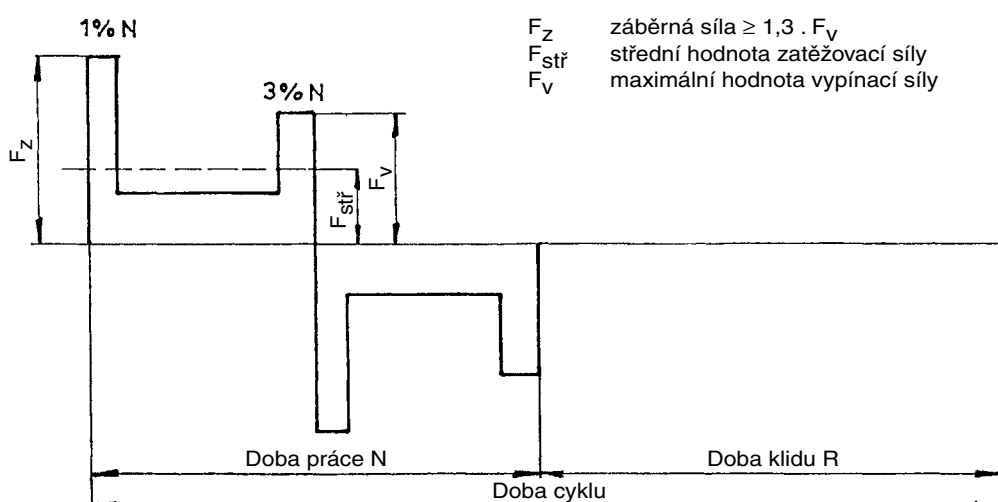 1% N
F_z záběrná síla ≥ 1,3 . F_v
F_stř střední hodnota zatěžovací síly
F_v maximální hodnota vypínací síly
3% N
F_z
F_stř
F_v
Doba práce N
Doba klidu R
Doba cyklu